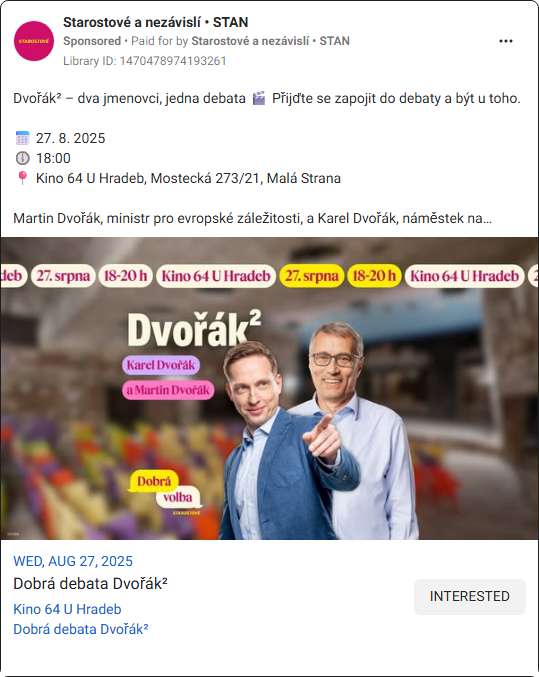 Starostové a nezávislí • STAN
Sponsored • Paid for by Starostové a nezávislí • STAN
Library ID: 1470478974193261
STAROSTOVÉ
Dvořák² – dva jmenovci, jedna debata 🎬 Přijďte se zapojit do debaty a být u toho.
📅 27. 8. 2025
🕕 18:00
📍 Kino 64 U Hradeb, Mostecká 273/21, Malá Strana
Martin Dvořák, ministr pro evropské záležitosti, a Karel Dvořák, náměstek na…
deb 27. srpna 18-20 h Kino 64 U Hradeb 27. srpna 18-20 h Kino 64 U Hradeb 2
Dvořák²
Karel Dvořák
a Martin Dvořák
Dobrá
volba
STAROSTOVÉ
WED, AUG 27, 2025
Dobrá debata Dvořák²
Kino 64 U Hradeb
Dobrá debata Dvořák²
INTERESTED